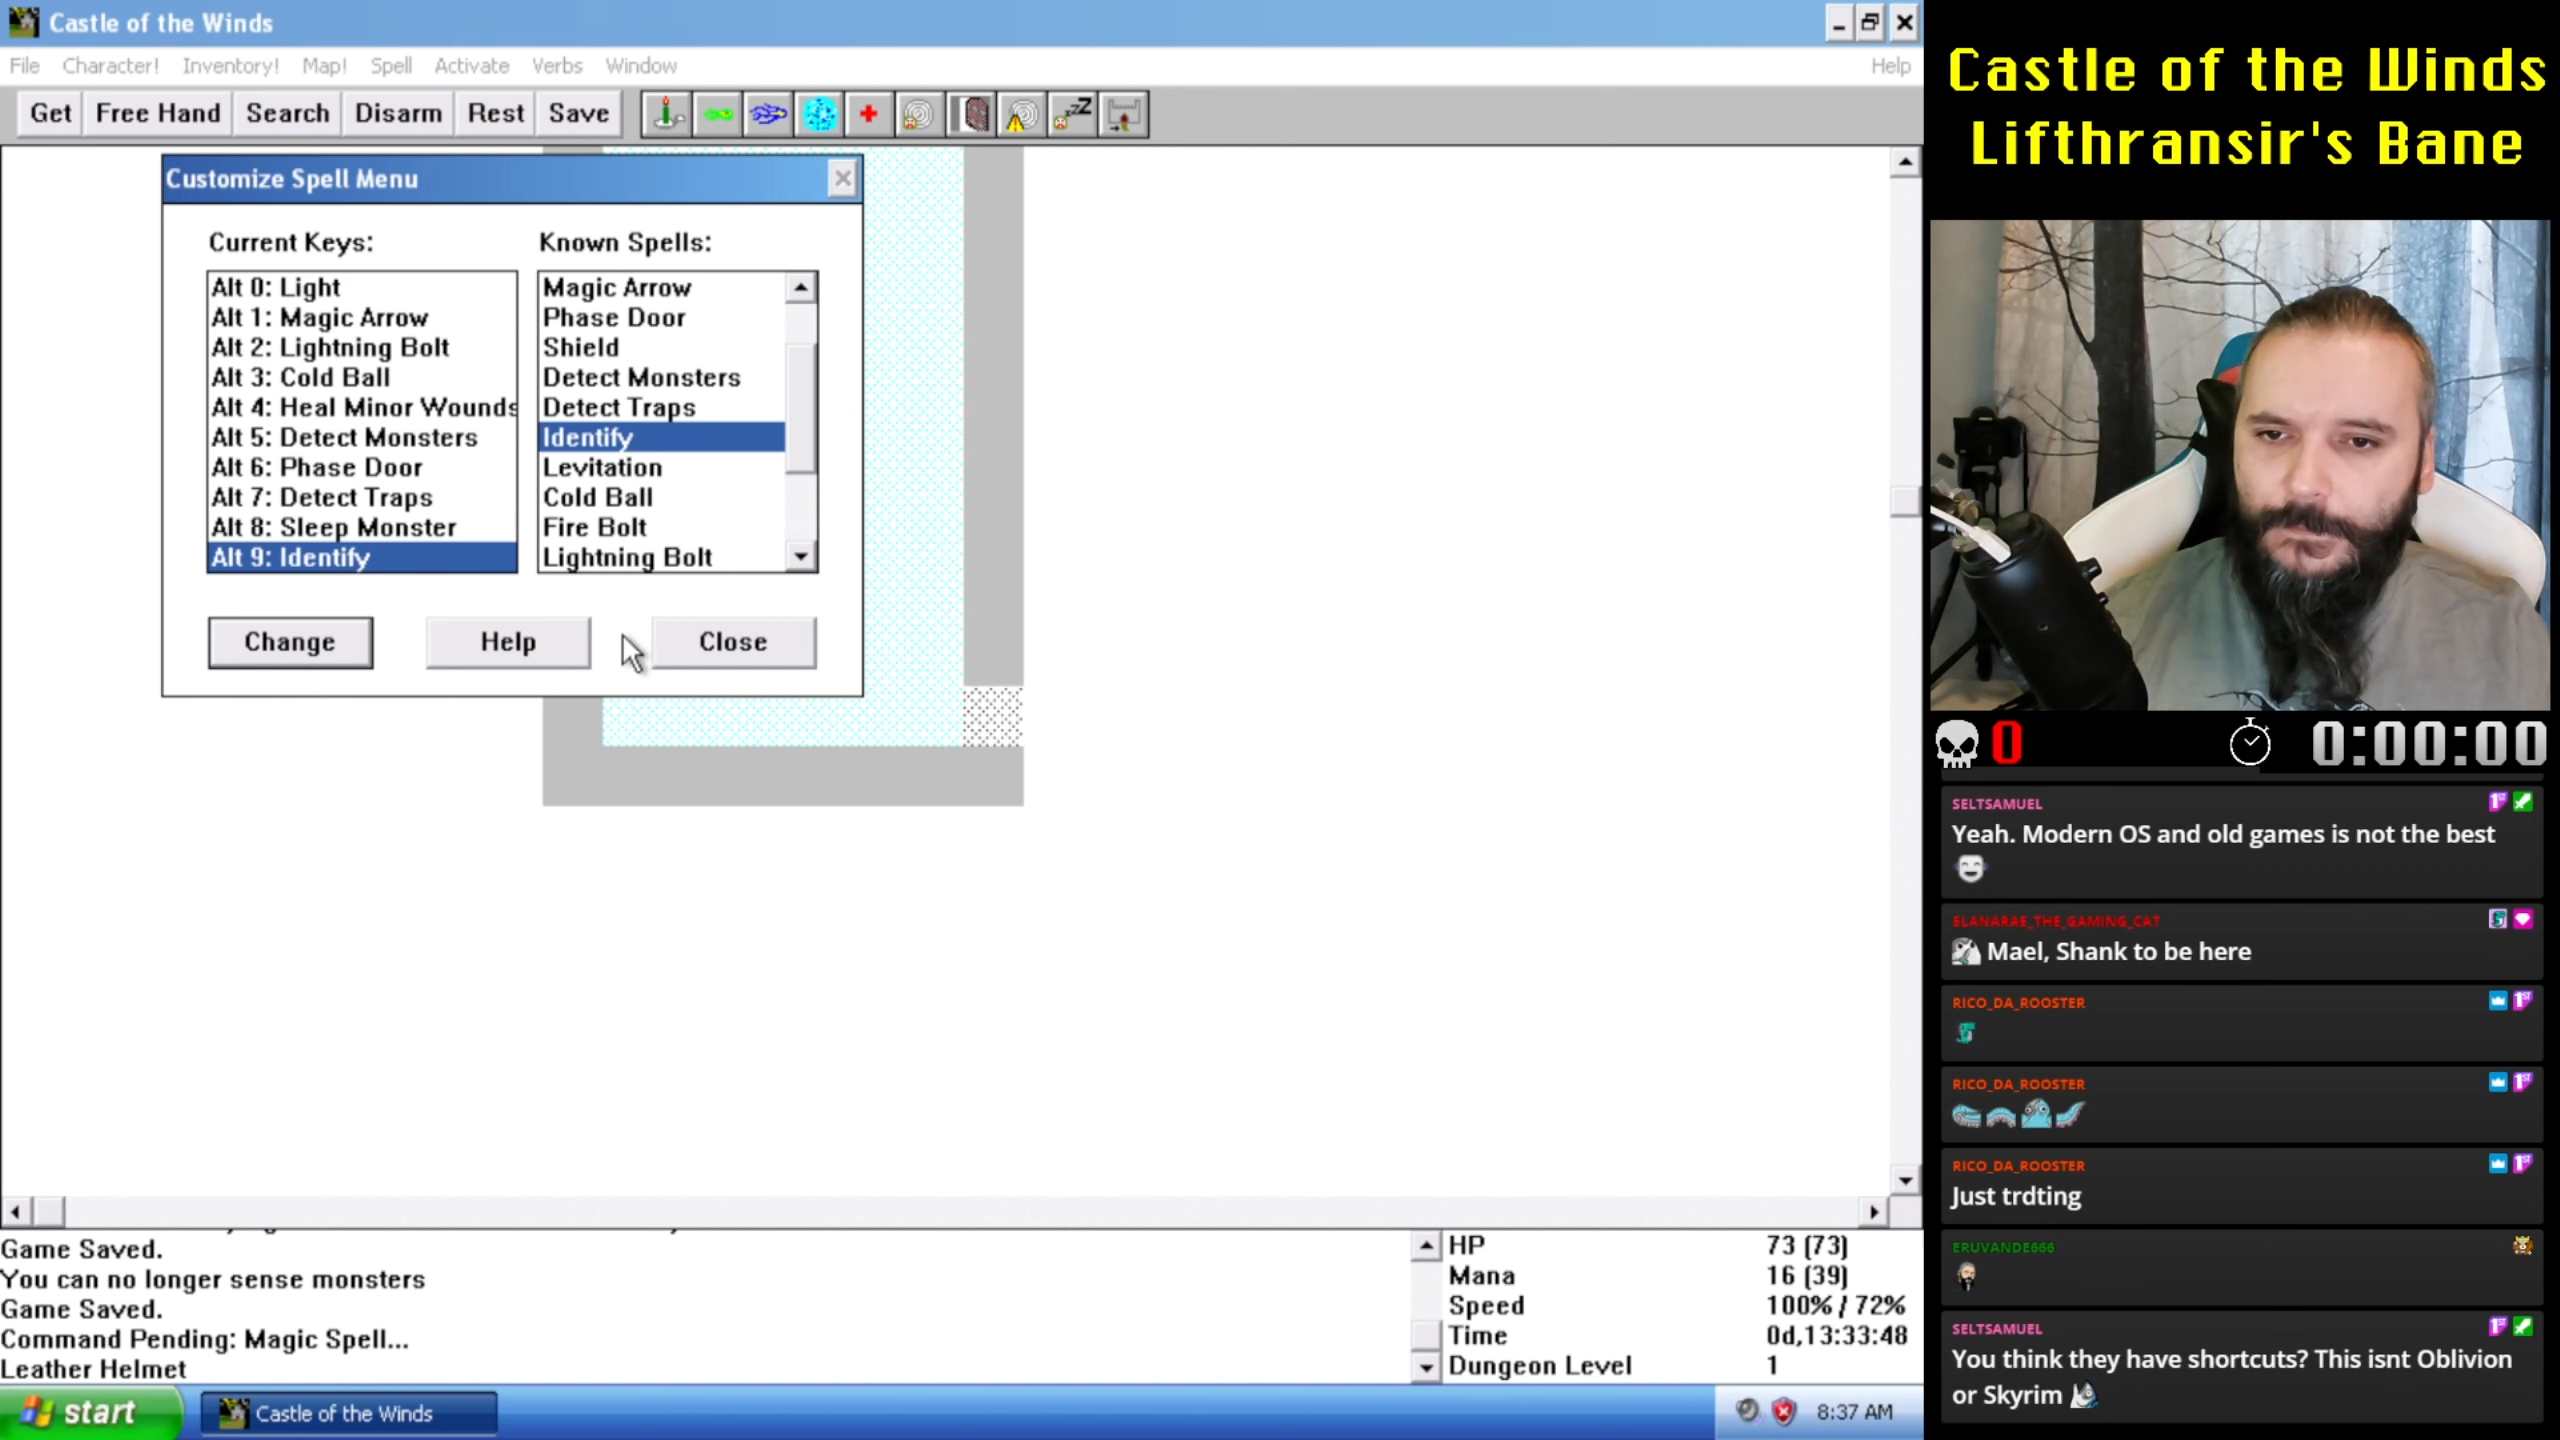 Castle of the Winds
File Character! Inventory! Map! Spell Activate Verbs Window Help
Get Free Hand Search Disarm Rest Save
Customize Spell Menu
Current Keys:
Alt 0: Light
Alt 1: Magic Arrow
Alt 2: Lightning Bolt
Alt 3: Cold Ball
Alt 4: Heal Minor Wounds
Alt 5: Detect Monsters
Alt 6: Phase Door
Alt 7: Detect Traps
Alt 8: Sleep Monster
Alt 9: Identify
Known Spells:
Magic Arrow
Phase Door
Shield
Detect Monsters
Detect Traps
Identify
Levitation
Cold Ball
Fire Bolt
Lightning Bolt
Change Help Close
Game Saved.
You can no longer sense monsters
Game Saved.
Command Pending: Magic Spell...
Leather Helmet
HP 73 (73)
Mana 16 (39)
Speed 100% / 72%
Time 0d,13:33:48
Dungeon Level 1
start Castle of the Winds 8:37 AM
Castle of the Winds
Lifthransir's Bane
0 0:00:00
SELTSAMUEL
Yeah. Modern OS and old games is not the best
ELANARAE_THE_GAMING_CAT
Mael, Shank to be here
RICO_DA_ROOSTER
RICO_DA_ROOSTER
RICO_DA_ROOSTER
Just trdting
ERUVANDE666
SELTSAMUEL
You think they have shortcuts? This isnt Oblivion
or Skyrim